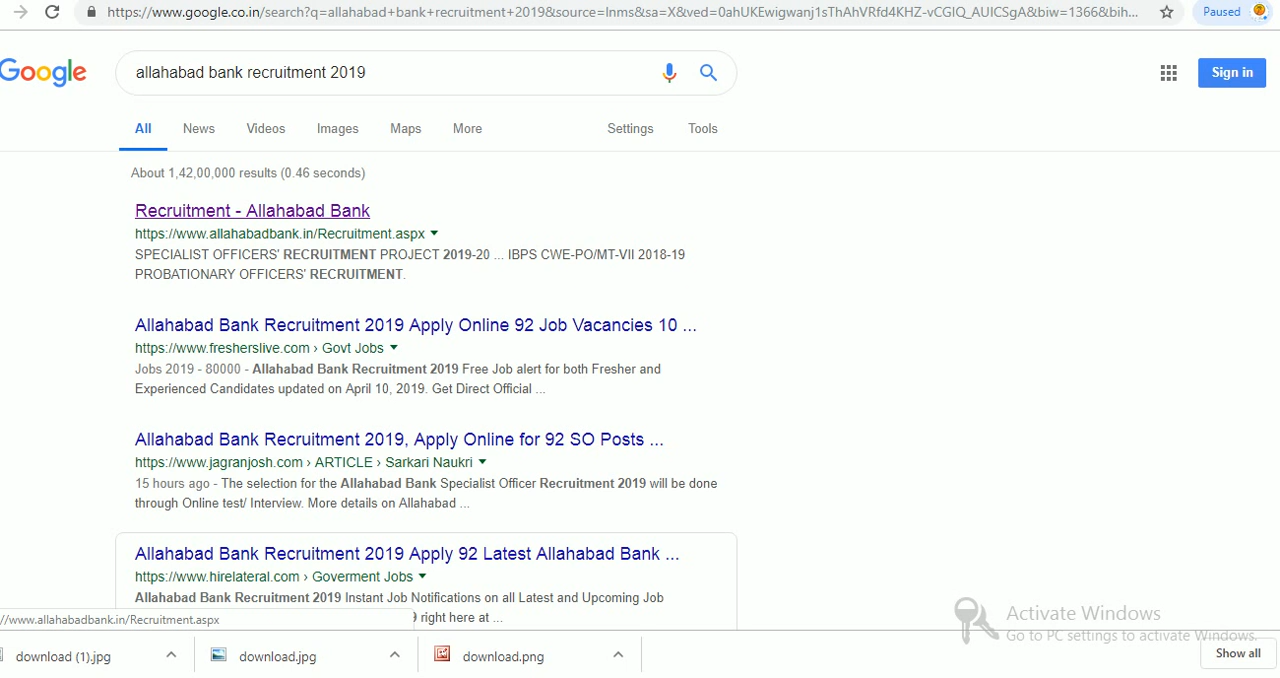 https://www.google.co.in/search?q=allahabad+bank+recruitment+2019&source=lnms&sa=X&ved=0ahUKEwigwanj1sThAhVRfd4KHZ-vCGIQ_AUICSgA&biw=1366&bih...
Paused
Google
allahabad bank recruitment 2019
Sign in
All News Videos Images Maps More Settings Tools
About 1,42,00,000 results (0.46 seconds)
Recruitment - Allahabad Bank
https://www.allahabadbank.in/Recruitment.aspx
SPECIALIST OFFICERS' RECRUITMENT PROJECT 2019-20 ... IBPS CWE-PO/MT-VII 2018-19
PROBATIONARY OFFICERS' RECRUITMENT.
Allahabad Bank Recruitment 2019 Apply Online 92 Job Vacancies 10 ...
https://www.fresherslive.com › Govt Jobs
Jobs 2019 - 80000 - Allahabad Bank Recruitment 2019 Free Job alert for both Fresher and
Experienced Candidates updated on April 10, 2019. Get Direct Official ...
Allahabad Bank Recruitment 2019, Apply Online for 92 SO Posts ...
https://www.jagranjosh.com › ARTICLE › Sarkari Naukri
15 hours ago - The selection for the Allahabad Bank Specialist Officer Recruitment 2019 will be done
through Online test/ Interview. More details on Allahabad ...
Allahabad Bank Recruitment 2019 Apply 92 Latest Allahabad Bank ...
https://www.hirelateral.com › Goverment Jobs
Allahabad Bank Recruitment 2019 Instant Job Notifications on all Latest and Upcoming Job
9 right here at ...
//www.allahabadbank.in/Recruitment.aspx
Activate Windows
Go to PC settings to activate Windows.
download (1).jpg download.jpg download.png Show all